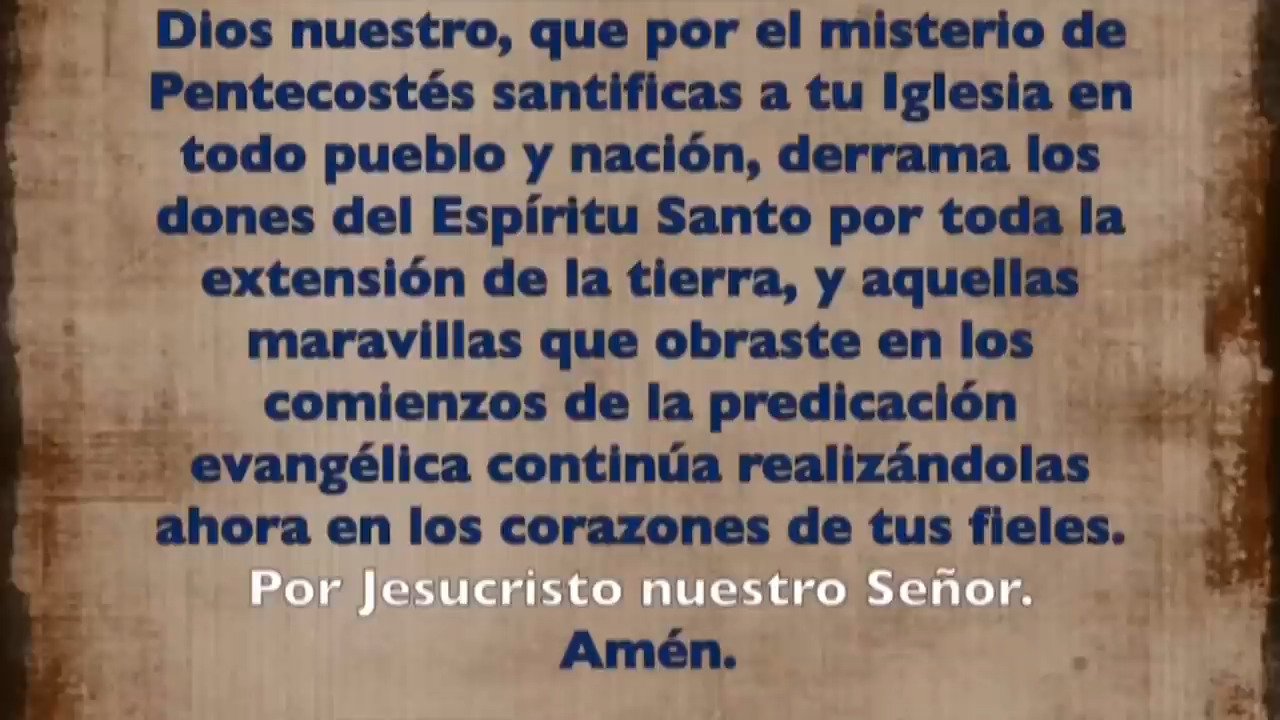 Dios nuestro, que por el misterio de
Pentecostés santificas a tu Iglesia en
todo pueblo y nación, derrama los
dones del Espíritu Santo por toda la
extensión de la tierra, y aquellas
maravillas que obraste en los
comienzos de la predicación
evangélica continúa realizándolas
ahora en los corazones de tus fieles.
Por Jesucristo nuestro Señor.
Amén.